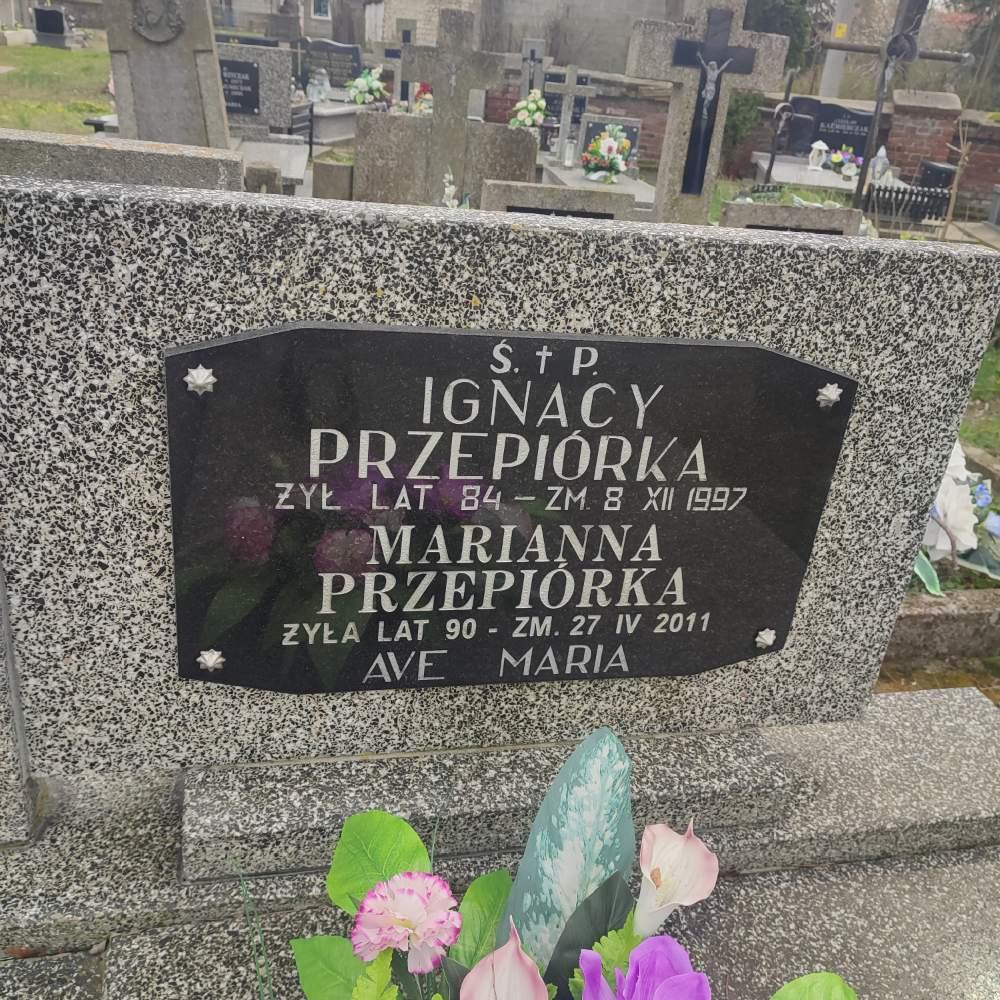 Ś. † P.
IGNACY
PRZEPIÓRKA
ŻYŁ LAT 84 – ZM. 8 XII 1997
MARIANNA
PRZEPIÓRKA
ŻYŁA LAT 90 - ZM. 27 IV 2011
AVE MARIA